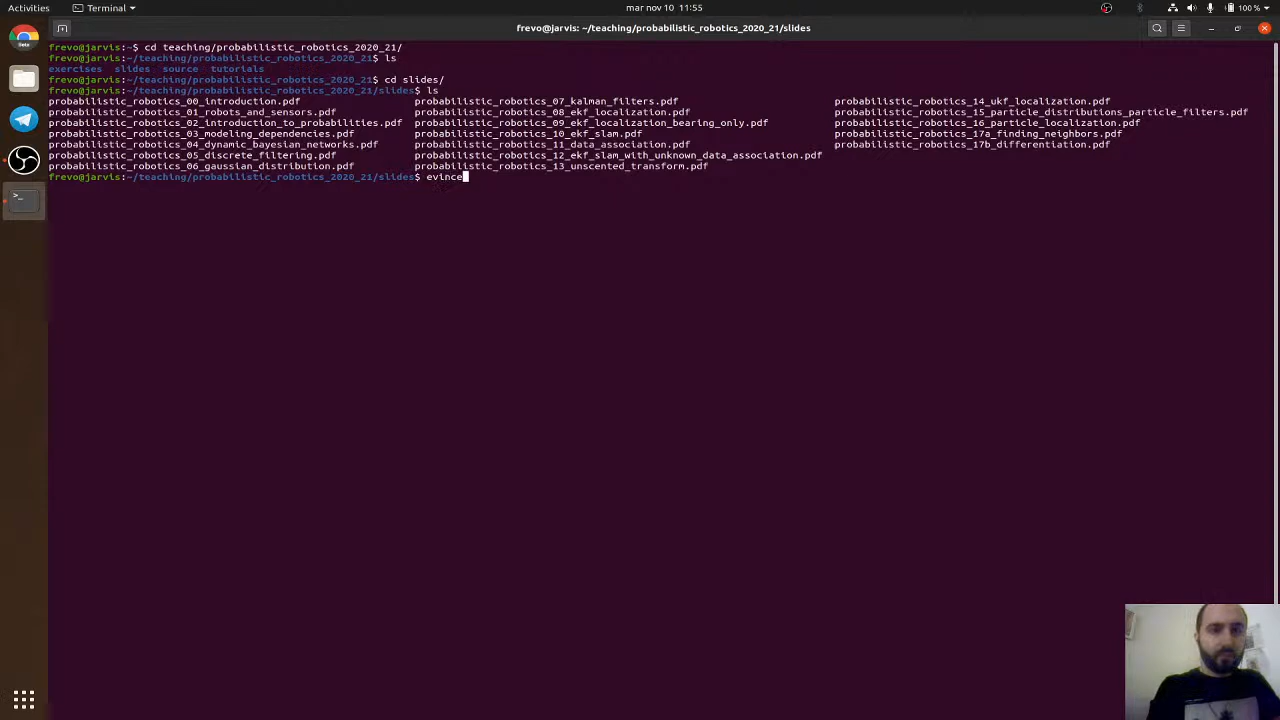 Activities Terminal mar nov 10 11:55 100 %
frevo@jarvis: ~/teaching/probabilistic_robotics_2020_21/slides
frevo@jarvis:~$ cd teaching/probabilistic_robotics_2020_21/
frevo@jarvis:~/teaching/probabilistic_robotics_2020_21$ ls
exercises slides source tutorials
frevo@jarvis:~/teaching/probabilistic_robotics_2020_21$ cd slides/
frevo@jarvis:~/teaching/probabilistic_robotics_2020_21/slides$ ls
probabilistic_robotics_00_introduction.pdf probabilistic_robotics_07_kalman_filters.pdf probabilistic_robotics_14_ukf_localization.pdf
probabilistic_robotics_01_robots_and_sensors.pdf probabilistic_robotics_08_ekf_localization.pdf probabilistic_robotics_15_particle_distributions_particle_filters.pdf
probabilistic_robotics_02_introduction_to_probabilities.pdf probabilistic_robotics_09_ekf_localization_bearing_only.pdf probabilistic_robotics_16_particle_localization.pdf
probabilistic_robotics_03_modeling_dependencies.pdf probabilistic_robotics_10_ekf_slam.pdf probabilistic_robotics_17a_finding_neighbors.pdf
probabilistic_robotics_04_dynamic_bayesian_networks.pdf probabilistic_robotics_11_data_association.pdf probabilistic_robotics_17b_differentiation.pdf
probabilistic_robotics_05_discrete_filtering.pdf probabilistic_robotics_12_ekf_slam_with_unknown_data_association.pdf
probabilistic_robotics_06_gaussian_distribution.pdf probabilistic_robotics_13_unscented_transform.pdf
frevo@jarvis:~/teaching/probabilistic_robotics_2020_21/slides$ evince